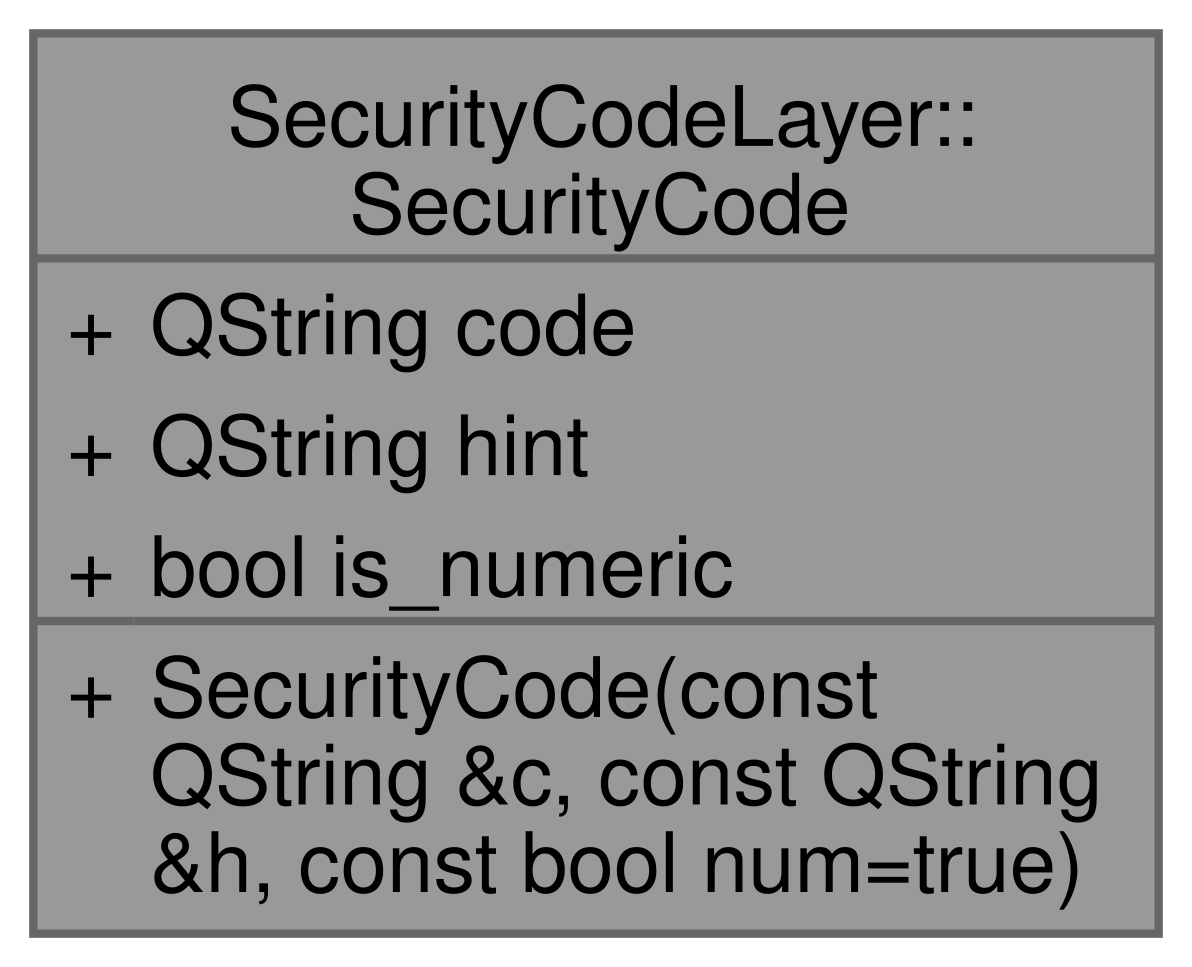 SecurityCodeLayer::
SecurityCode
+ QString code
+ QString hint
+ bool is_numeric
+ SecurityCode(const
QString &c, const QString
&h, const bool num=true)